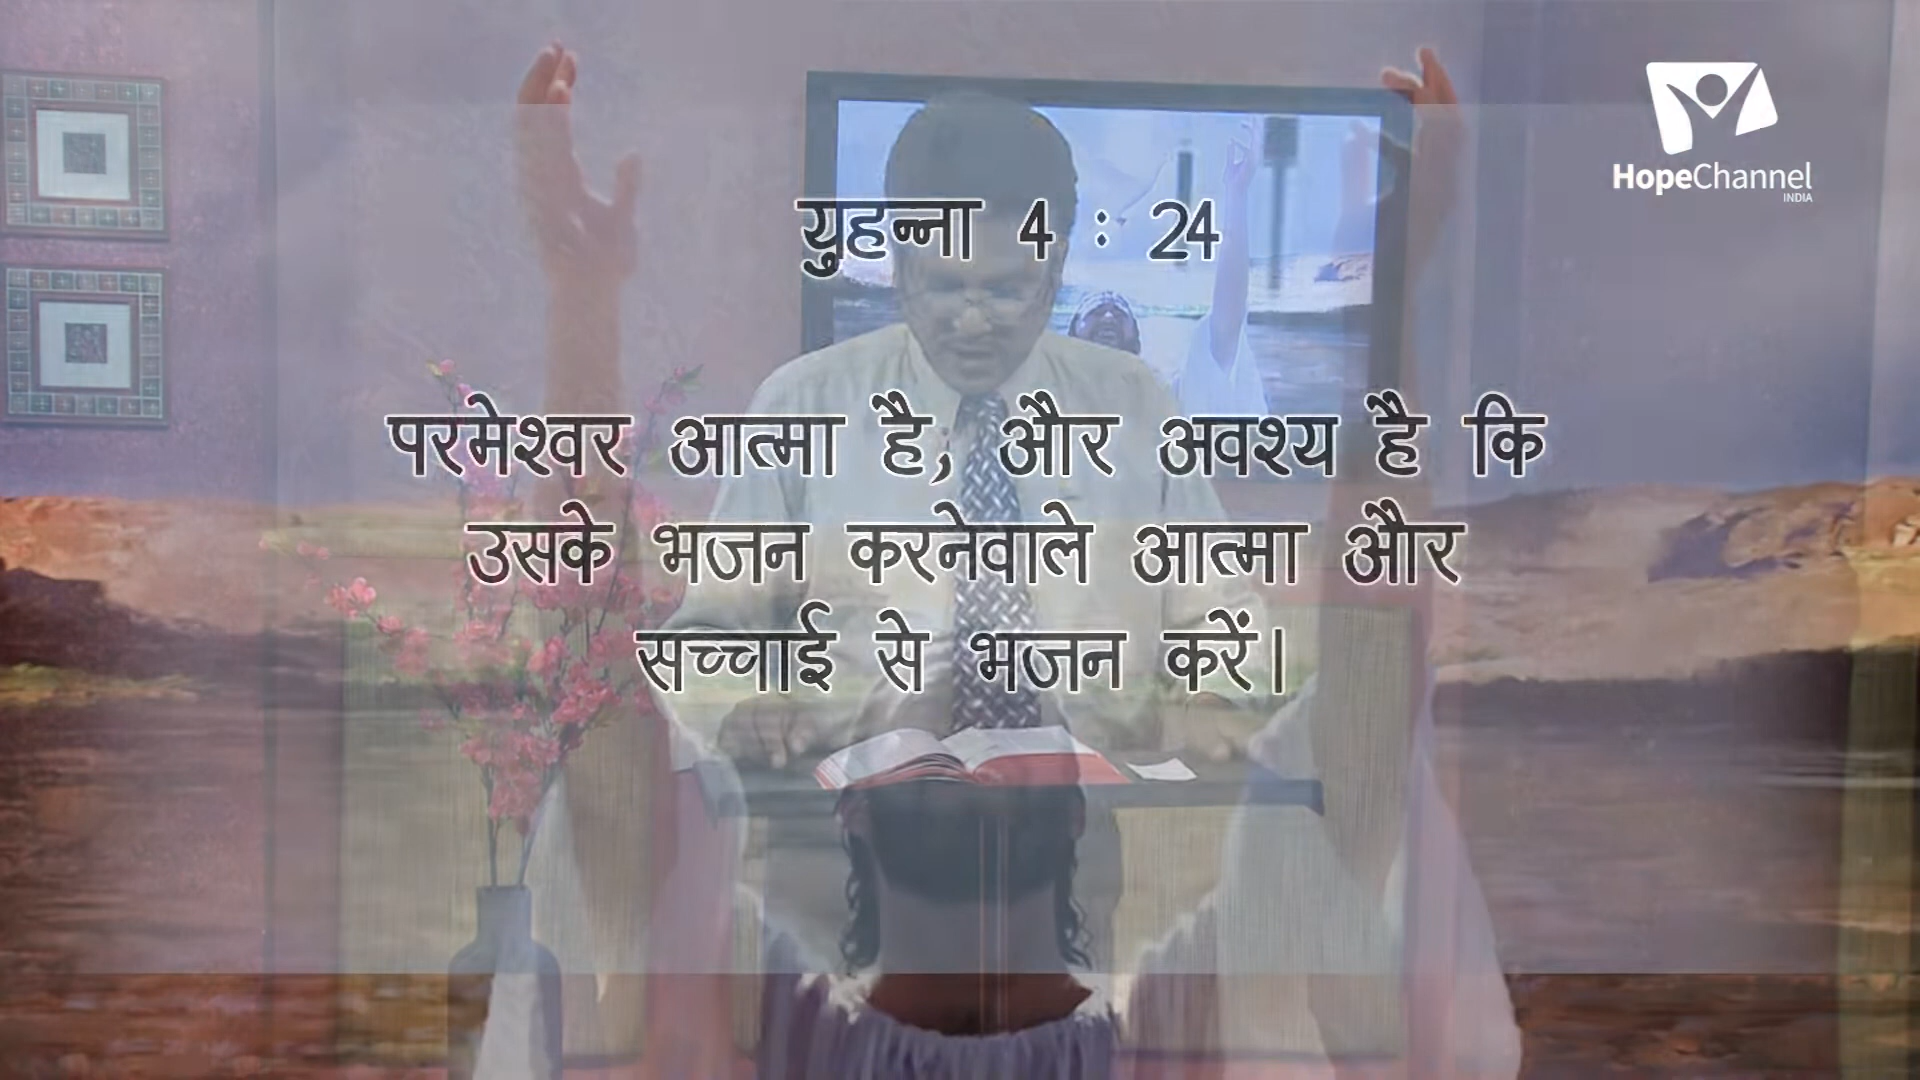 HopeChannel
INDIA
युहन्ना 4 : 24
परमेश्वर आत्मा है, और अवश्य है कि
उसके भजन करनेवाले आत्मा और
सच्चाई से भजन करें।